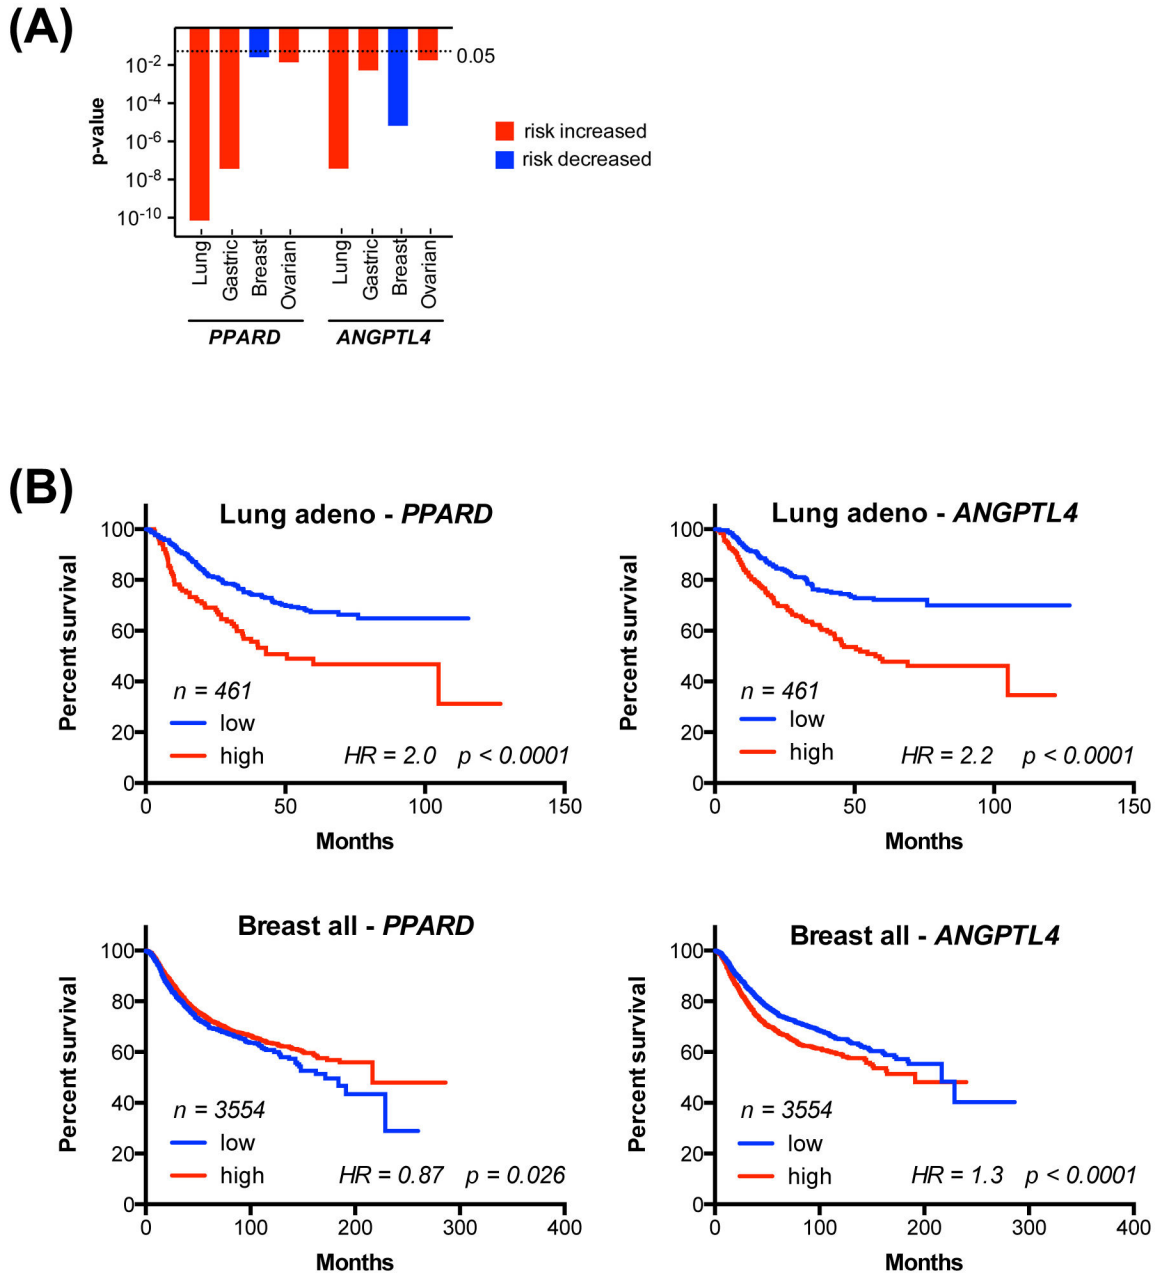 (A)
p-value
10-2
10-4
10-6
10-8
10-10
0.05
risk increased
risk decreased
Lung
Gastric
Breast
Ovarian
Lung
Gastric
Breast
Ovarian
PPARD
ANGPTL4
(B)
Lung adeno - PPARD
Percent survival
100
80
60
40
20
0
n = 461
low
high
HR = 2.0 p < 0.0001
0 50 100 150
Months
Lung adeno - ANGPTL4
Percent survival
100
80
60
40
20
0
n = 461
low
high
HR = 2.2 p < 0.0001
0 50 100 150
Months
Breast all - PPARD
Percent survival
100
80
60
40
20
0
n = 3554
low
high
HR = 0.87 p = 0.026
0 100 200 300 400
Months
Breast all - ANGPTL4
Percent survival
100
80
60
40
20
0
n = 3554
low
high
HR = 1.3 p < 0.0001
0 100 200 300 400
Months